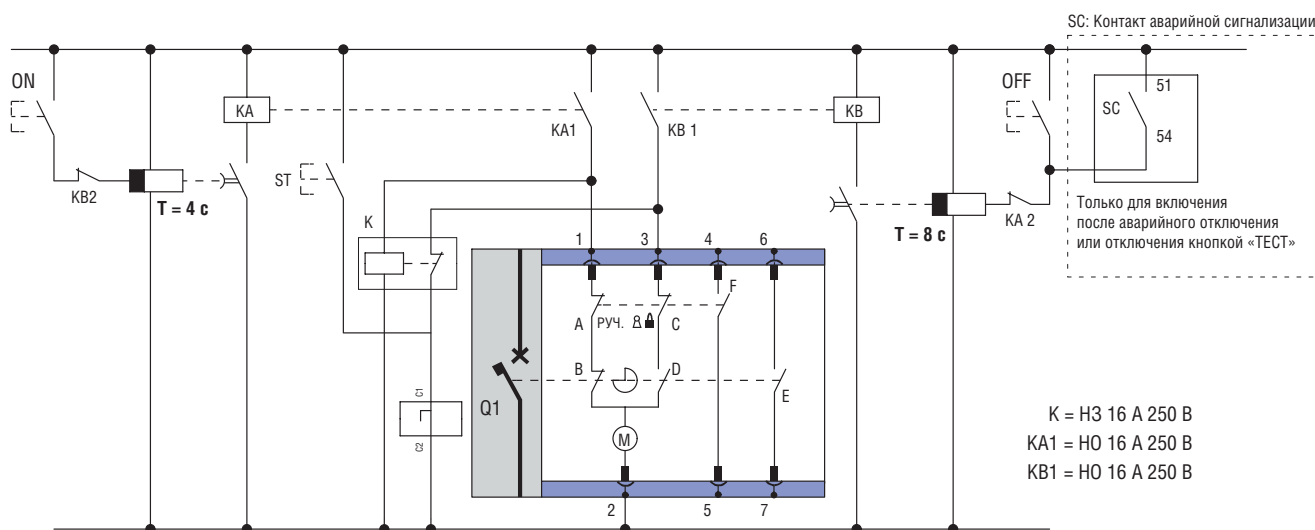 SC: Контакт аварийной сигнализации
ON
OFF
51
KA
KA1
KB 1
KB
SC
54
ST
KB2
T = 4 с
K
T = 8 с
KA 2
Только для включения
после аварийного отключения
или отключения кнопкой «ТЕСТ»
1
3
4
6
F
A
РУЧ.
C
B
D
E
C1
Q1
M
C2
2
5
7
K = НЗ 16 А 250 В
KA1 = НО 16 А 250 В
KB1 = НО 16 А 250 В